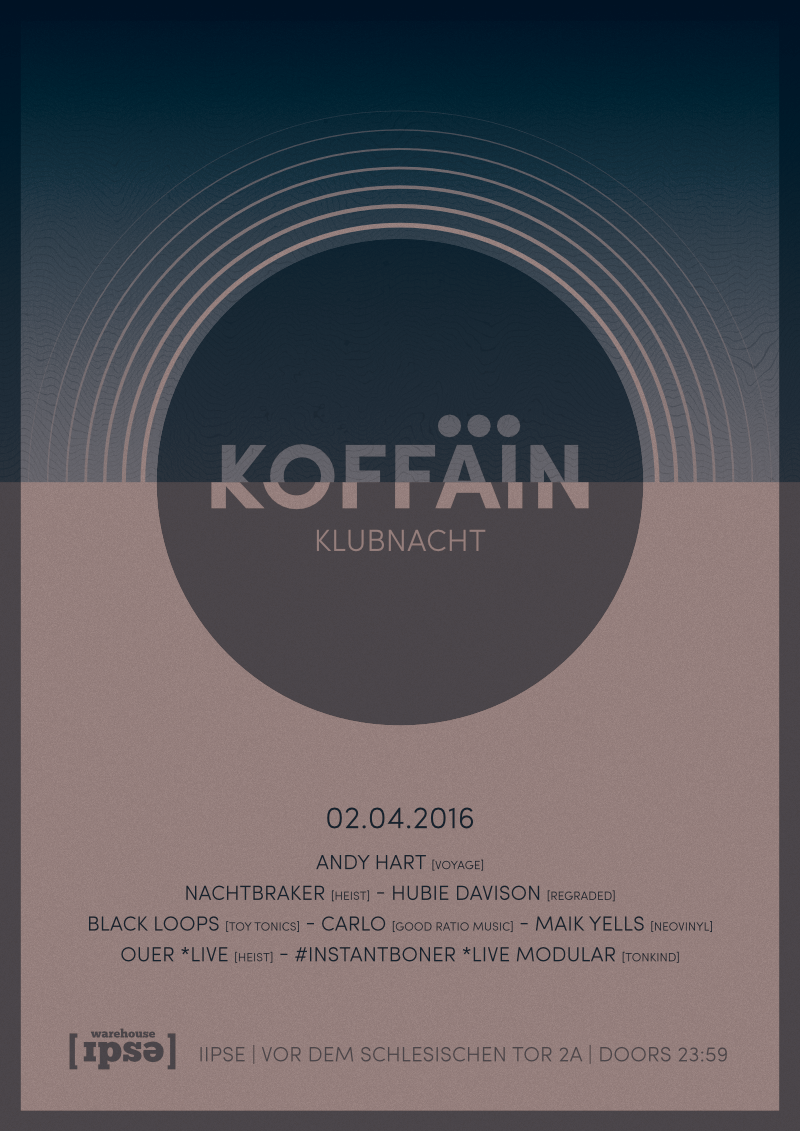 KOFFÄIN
KLUBNACHT
02.04.2016
ANDY HART [VOYAGE]
NACHTBRAKER [HEIST] - HUBIE DAVISON [REGRADED]
BLACK LOOPS [TOY TONICS] - CARLO [GOOD RATIO MUSIC] - MAIK YELLS [NEOVINYL]
OUER *LIVE [HEIST] - #INSTANTBONER *LIVE MODULAR [TONKIND]
warehouse
[ıpsə]
IIPSE | VOR DEM SCHLESISCHEN TOR 2A | DOORS 23:59